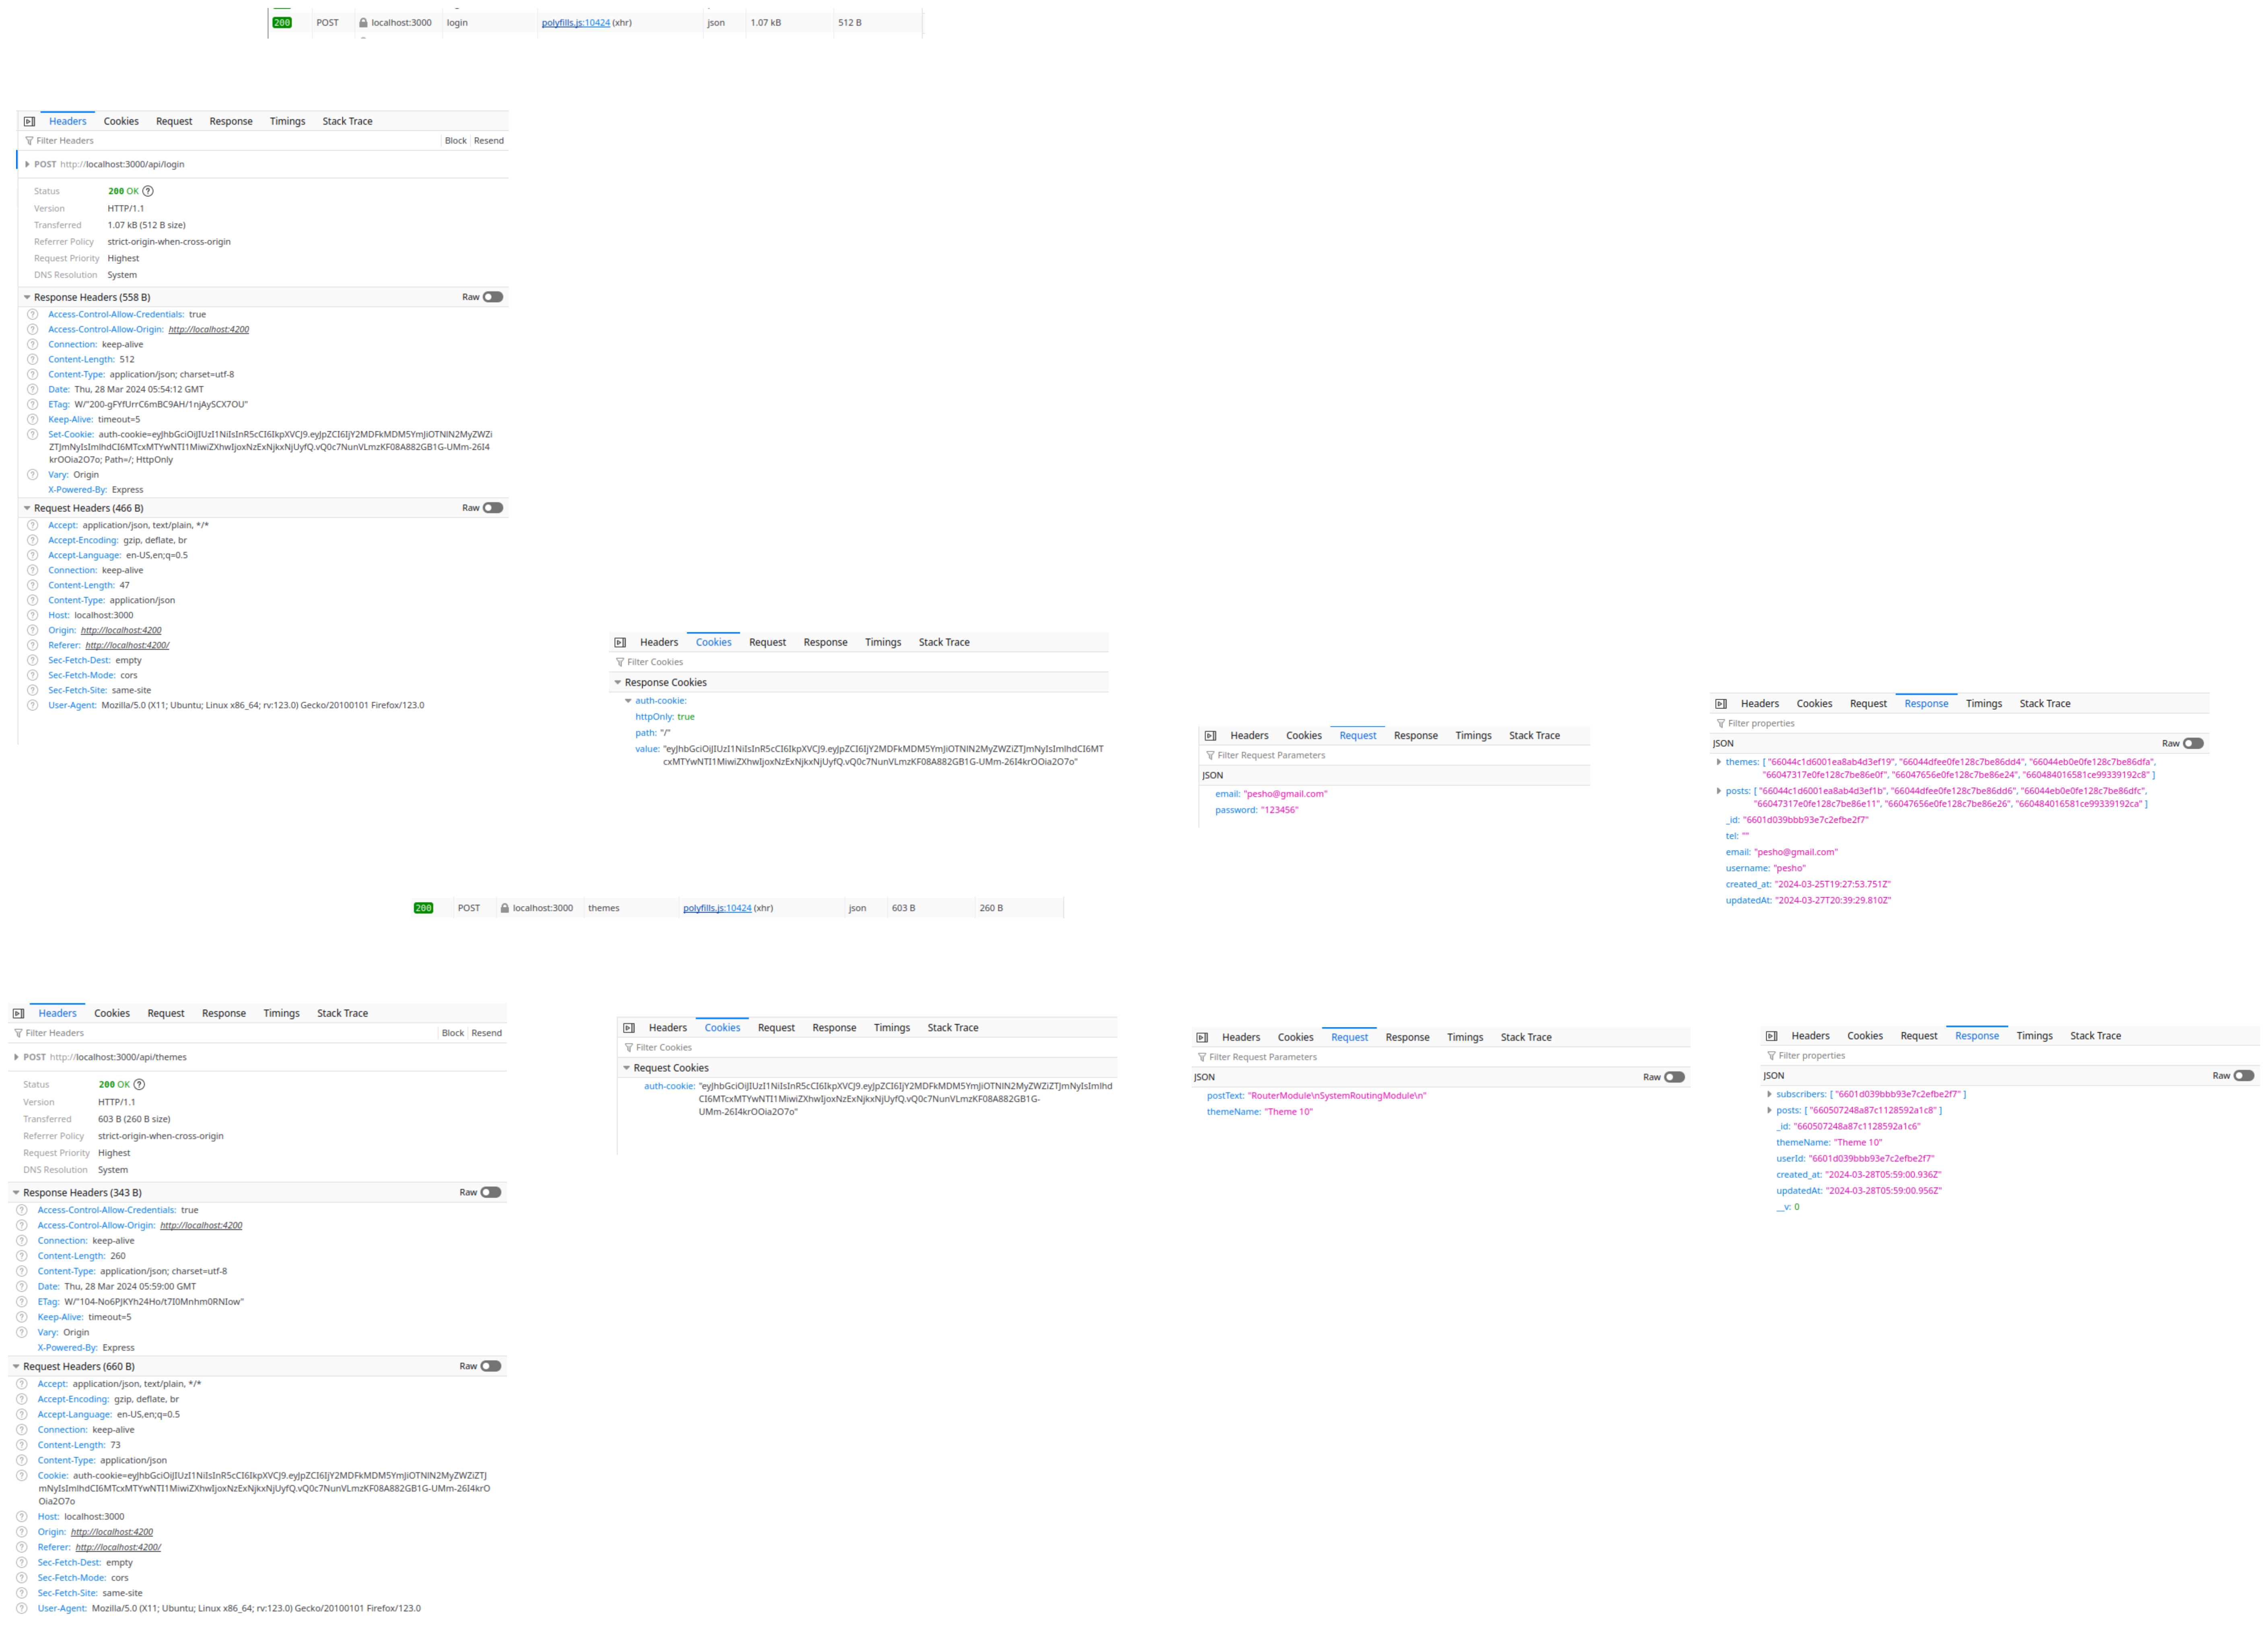 200 POST localhost:3000 login polyfills.js:10424 (xhr) json 1.07 kB 512 B
Headers Cookies Request Response Timings Stack Trace
Filter Headers Block Resend
POST http://localhost:3000/api/login
Status 200 OK
Version HTTP/1.1
Transferred 1.07 kB (512 B size)
Referrer Policy strict-origin-when-cross-origin
Request Priority Highest
DNS Resolution System
Response Headers (558 B) Raw
Access-Control-Allow-Credentials: true
Access-Control-Allow-Origin: http://localhost:4200
Connection: keep-alive
Content-Length: 512
Content-Type: application/json; charset=utf-8
Date: Thu, 28 Mar 2024 05:54:12 GMT
ETag: W/"200-gFYfUrrC6mBC9AH/1njAySCX7OU"
Keep-Alive: timeout=5
Set-Cookie: auth-cookie=eyJhbGciOiJIUzI1NiIsInR5cCI6IkpXVCJ9.eyJpZCI6IjY2MDFkMDM5YmJiOTNlN2MyZWZi
ZTJmNyIsImlhdCI6MTcxMTYwNTI1MiwiZXhwIjoxNzExNjkxNjUyfQ.vQ0c7NunVLmzKF08A882GB1G-UMm-26I4
krOOia2O7o; Path=/; HttpOnly
Vary: Origin
X-Powered-By: Express
Request Headers (466 B) Raw
Accept: application/json, text/plain, */*
Accept-Encoding: gzip, deflate, br
Accept-Language: en-US,en;q=0.5
Connection: keep-alive
Content-Length: 47
Content-Type: application/json
Host: localhost:3000
Origin: http://localhost:4200
Referer: http://localhost:4200/
Sec-Fetch-Dest: empty
Sec-Fetch-Mode: cors
Sec-Fetch-Site: same-site
User-Agent: Mozilla/5.0 (X11; Ubuntu; Linux x86_64; rv:123.0) Gecko/20100101 Firefox/123.0
Headers Cookies Request Response Timings Stack Trace
Filter Cookies
Response Cookies
auth-cookie:
httpOnly: true
path: "/"
value: "eyJhbGciOiJIUzI1NiIsInR5cCI6IkpXVCJ9.eyJpZCI6IjY2MDFkMDM5YmJiOTNlN2MyZWZiZTJmNyIsImlhdCI6MT
cxMTYwNTI1MiwiZXhwIjoxNzExNjkxNjUyfQ.vQ0c7NunVLmzKF08A882GB1G-UMm-26I4krOOia2O7o"
Headers Cookies Request Response Timings Stack Trace
Filter Request Parameters
JSON
email: "pesho@gmail.com"
password: "123456"
Headers Cookies Request Response Timings Stack Trace
Filter properties
JSON Raw
themes: [ "66044c1d6001ea8ab4d3ef19", "66044dfee0fe128c7be86dd4", "66044eb0e0fe128c7be86dfa",
"66047317e0fe128c7be86e0f", "66047656e0fe128c7be86e24", "660484016581ce99339192c8" ]
posts: [ "66044c1d6001ea8ab4d3ef1b", "66044dfee0fe128c7be86dd6", "66044eb0e0fe128c7be86dfc",
"66047317e0fe128c7be86e11", "66047656e0fe128c7be86e26", "660484016581ce99339192ca" ]
_id: "6601d039bbb93e7c2efbe2f7"
tel: ""
email: "pesho@gmail.com"
username: "pesho"
created_at: "2024-03-25T19:27:53.751Z"
updatedAt: "2024-03-27T20:39:29.810Z"
200 POST localhost:3000 themes polyfills.js:10424 (xhr) json 603 B 260 B
Headers Cookies Request Response Timings Stack Trace
Filter Headers Block Resend
POST http://localhost:3000/api/themes
Status 200 OK
Version HTTP/1.1
Transferred 603 B (260 B size)
Referrer Policy strict-origin-when-cross-origin
Request Priority Highest
DNS Resolution System
Response Headers (343 B) Raw
Access-Control-Allow-Credentials: true
Access-Control-Allow-Origin: http://localhost:4200
Connection: keep-alive
Content-Length: 260
Content-Type: application/json; charset=utf-8
Date: Thu, 28 Mar 2024 05:59:00 GMT
ETag: W/"104-No6PJKYh24Ho/t7I0Mnhm0RNIow"
Keep-Alive: timeout=5
Vary: Origin
X-Powered-By: Express
Request Headers (660 B) Raw
Accept: application/json, text/plain, */*
Accept-Encoding: gzip, deflate, br
Accept-Language: en-US,en;q=0.5
Connection: keep-alive
Content-Length: 73
Content-Type: application/json
Cookie: auth-cookie=eyJhbGciOiJIUzI1NiIsInR5cCI6IkpXVCJ9.eyJpZCI6IjY2MDFkMDM5YmJiOTNlN2MyZWZiZTJ
mNyIsImlhdCI6MTcxMTYwNTI1MiwiZXhwIjoxNzExNjkxNjUyfQ.vQ0c7NunVLmzKF08A882GB1G-UMm-26I4krO
Oia2O7o
Host: localhost:3000
Origin: http://localhost:4200
Referer: http://localhost:4200/
Sec-Fetch-Dest: empty
Sec-Fetch-Mode: cors
Sec-Fetch-Site: same-site
User-Agent: Mozilla/5.0 (X11; Ubuntu; Linux x86_64; rv:123.0) Gecko/20100101 Firefox/123.0
Headers Cookies Request Response Timings Stack Trace
Filter Cookies
Request Cookies
auth-cookie: "eyJhbGciOiJIUzI1NiIsInR5cCI6IkpXVCJ9.eyJpZCI6IjY2MDFkMDM5YmJiOTNlN2MyZWZiZTJmNyIsImlhd
CI6MTcxMTYwNTI1MiwiZXhwIjoxNzExNjkxNjUyfQ.vQ0c7NunVLmzKF08A882GB1G-
UMm-26I4krOOia2O7o"
Headers Cookies Request Response Timings Stack Trace
Filter Request Parameters
JSON Raw
postText: "RouterModule\nSystemRoutingModule\n"
themeName: "Theme 10"
Headers Cookies Request Response Timings Stack Trace
Filter properties
JSON Raw
subscribers: [ "6601d039bbb93e7c2efbe2f7" ]
posts: [ "660507248a87c1128592a1c8" ]
_id: "660507248a87c1128592a1c6"
themeName: "Theme 10"
userId: "6601d039bbb93e7c2efbe2f7"
created_at: "2024-03-28T05:59:00.936Z"
updatedAt: "2024-03-28T05:59:00.956Z"
__v: 0